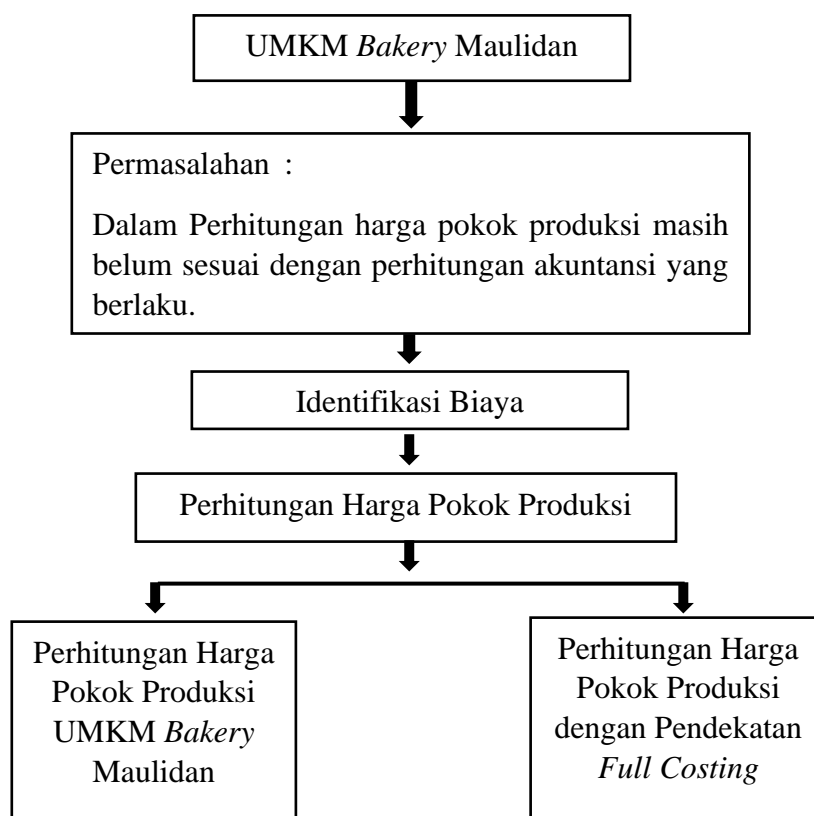 UMKM Bakery Maulidan
Permasalahan :
Dalam Perhitungan harga pokok produksi masih
belum sesuai dengan perhitungan akuntansi yang
berlaku.
Identifikasi Biaya
Perhitungan Harga Pokok Produksi
Perhitungan Harga
Pokok Produksi
UMKM Bakery
Maulidan
Perhitungan Harga
Pokok Produksi
dengan Pendekatan
Full Costing